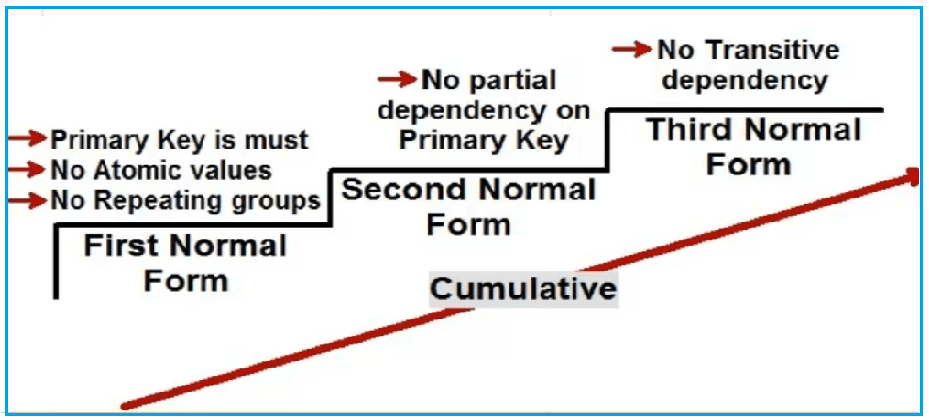 Primary Key is must
No Atomic values
No Repeating groups
First Normal
Form
No partial
dependency on
Primary Key
Second Normal
Form
No Transitive
dependency
Third Normal
Form
Cumulative